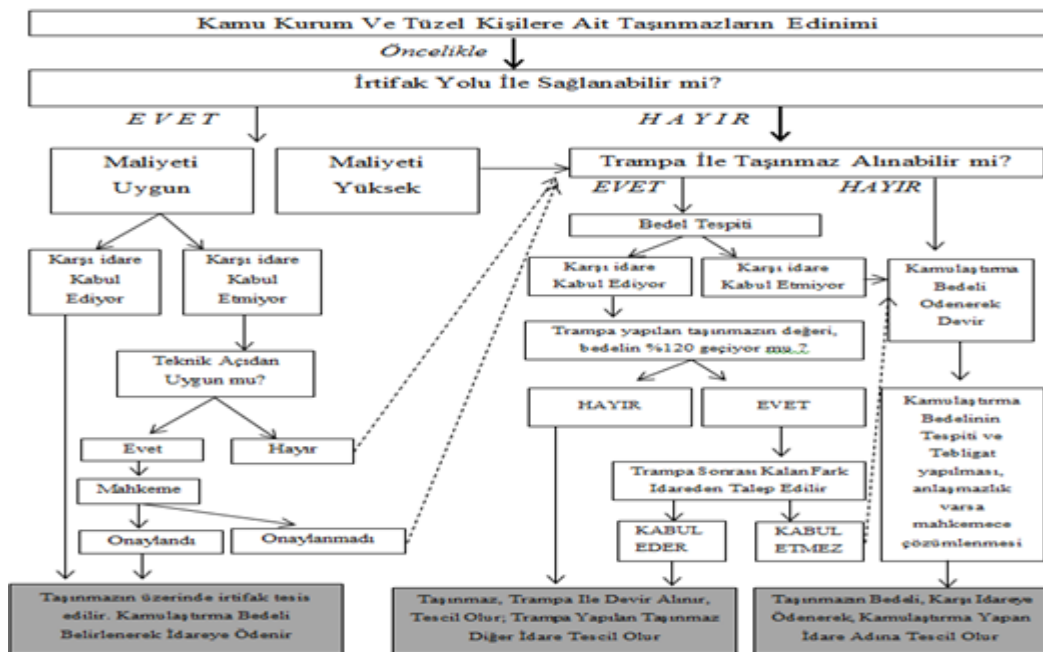 Kamu Kurum Ve Tüzel Kişilere Ait Taşınmazların Edinimi
Öncelikle
İrtifak Yolu İle Sağlanabilir mi?
EVET
HAYIR
Maliyeti
Uygun
Maliyeti
Yüksek
Trampa İle Taşınmaz Alınabilir mi?
EVET
HAYIR
Bedel Tespiti
Karşı idare
Kabul
Ediyor
Karşı idare
Kabul
Etmiyor
Karşı idare
Kabul Ediyor
Karşı idare
Kabul Etmiyor
Kamulaştırma
Bedeli
Odenerek
Devir
Trampa yapılan taşınmazın değeri,
bedelin %120 geçiyor mu ?
Teknik Açıdan
Uygun mu?
HAYIR
EVET
Kamulaştırma
Bedelinin
Tespiti ve
Tebligat
yapılması,
anlaşmazlık
varsa
mahkemece
çözümlenmesi
Evet
Hayır
Trampa Sonrası Kalan Fark
Idareden Talep Edilir
Mahkeme
Onaylandı
Onaylanmadı
KABUL
EDER
KABUL
ETMEZ
Taşınmazın üzerinde irtifak tesis
edilir. Kamulaştırma Bedeli
Belirlenerek İdareye Ödenir
Taşınmaz, Trampa Ile Devir Alınır,
Tescil Olur; Trampa Yapılan Taşınmaz
Diğer İdare Tescil Olur
Taşınmazın Bedeli, Karşı Idareye
Ödenerek, Kamulaştırma Yapan
İdare Adına Tescil Olur